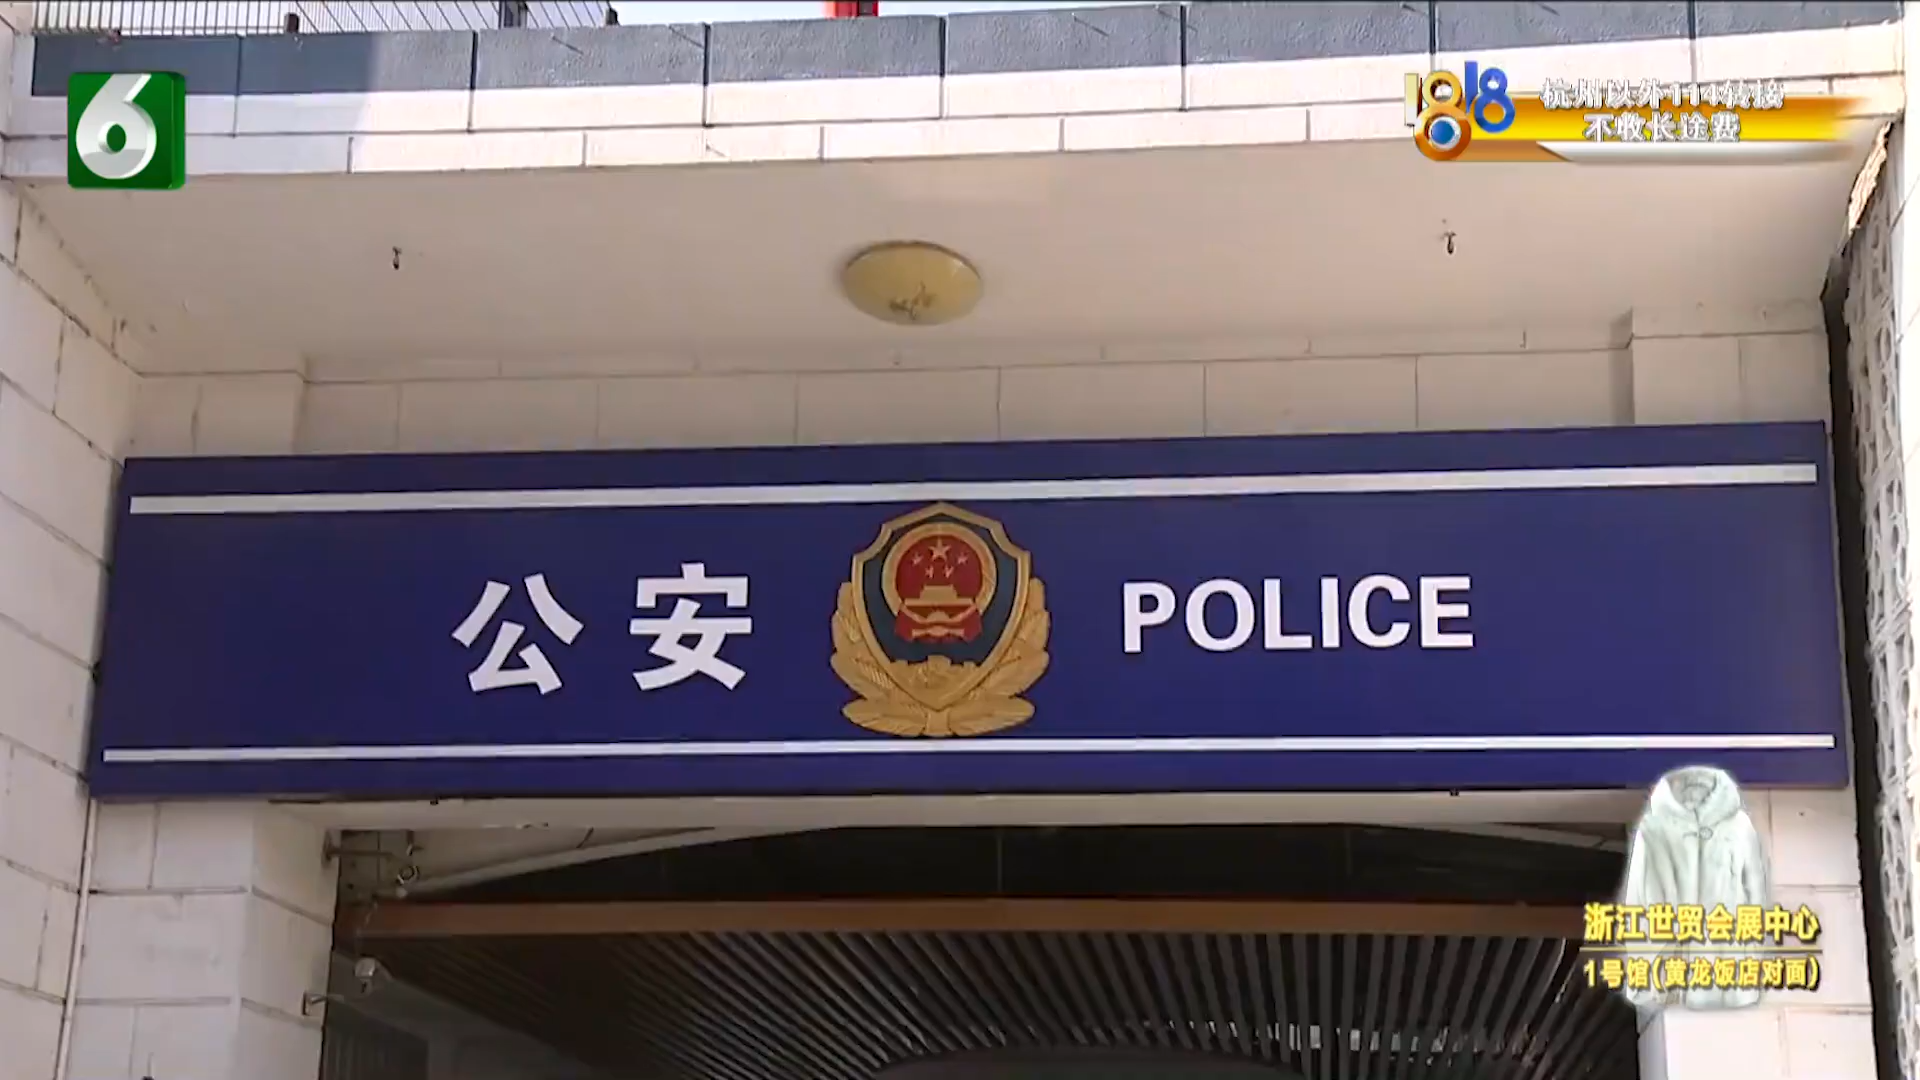 6
1818 杭州以外114转接
不收长途费
公安 POLICE
浙江世贸会展中心
1号馆(黄龙饭店对面)